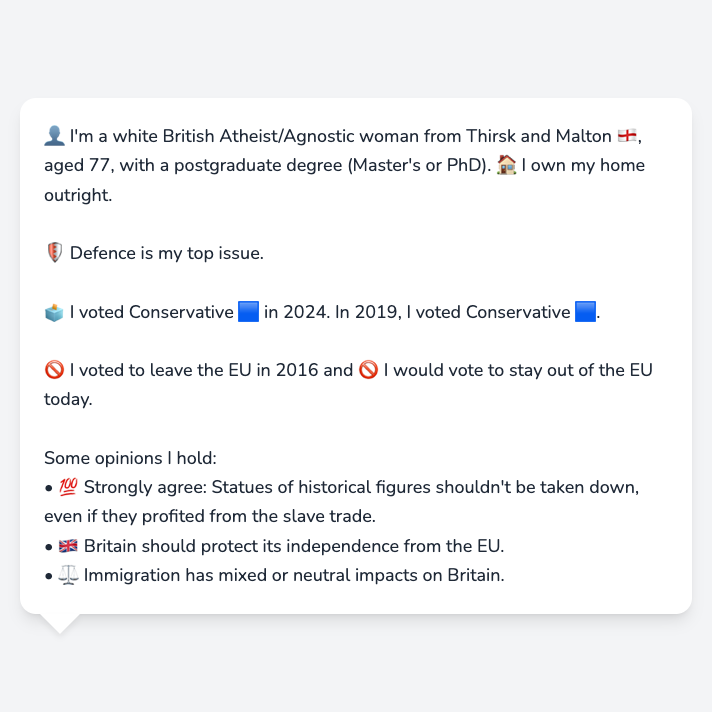 👤 I'm a white British Atheist/Agnostic woman from Thirsk and Malton 🏴󠁧󠁢󠁥󠁮󠁧󠁿,
aged 77, with a postgraduate degree (Master's or PhD). 🏠 I own my home
outright.
🛡️ Defence is my top issue.
🗳️ I voted Conservative 🟦 in 2024. In 2019, I voted Conservative 🟦.
🚫 I voted to leave the EU in 2016 and 🚫 I would vote to stay out of the EU
today.
Some opinions I hold:
• 💯 Strongly agree: Statues of historical figures shouldn't be taken down,
even if they profited from the slave trade.
• 🇬🇧 Britain should protect its independence from the EU.
• ⚖️ Immigration has mixed or neutral impacts on Britain.